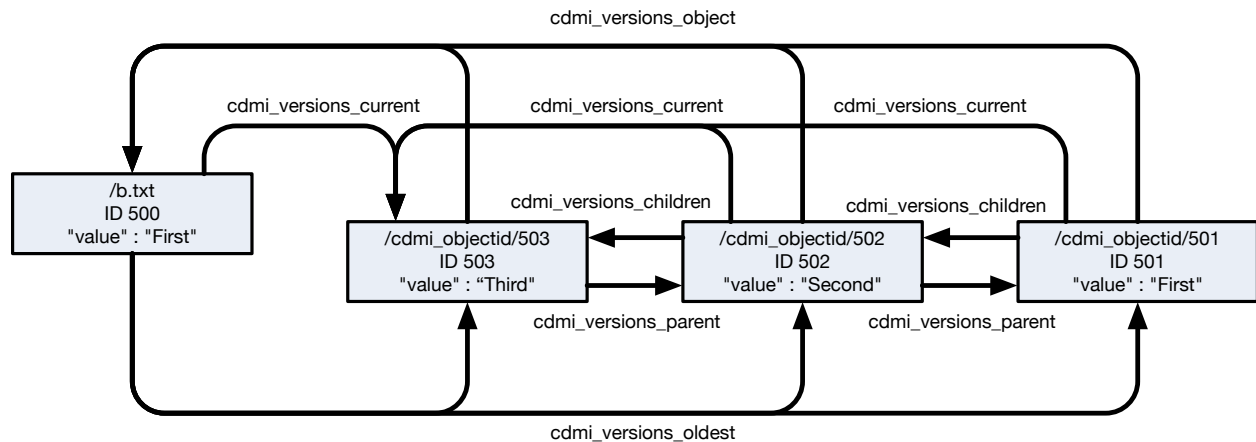 cdmi_versions_object
cdmi_versions_current
cdmi_versions_current
cdmi_versions_current
/b.txt
ID 500
"value" : "First"
cdmi_versions_children
cdmi_versions_children
/cdmi_objectid/503
ID 503
"value" : “Third"
/cdmi_objectid/502
ID 502
"value" : "Second"
/cdmi_objectid/501
ID 501
"value" : "First"
cdmi_versions_parent
cdmi_versions_parent
cdmi_versions_oldest